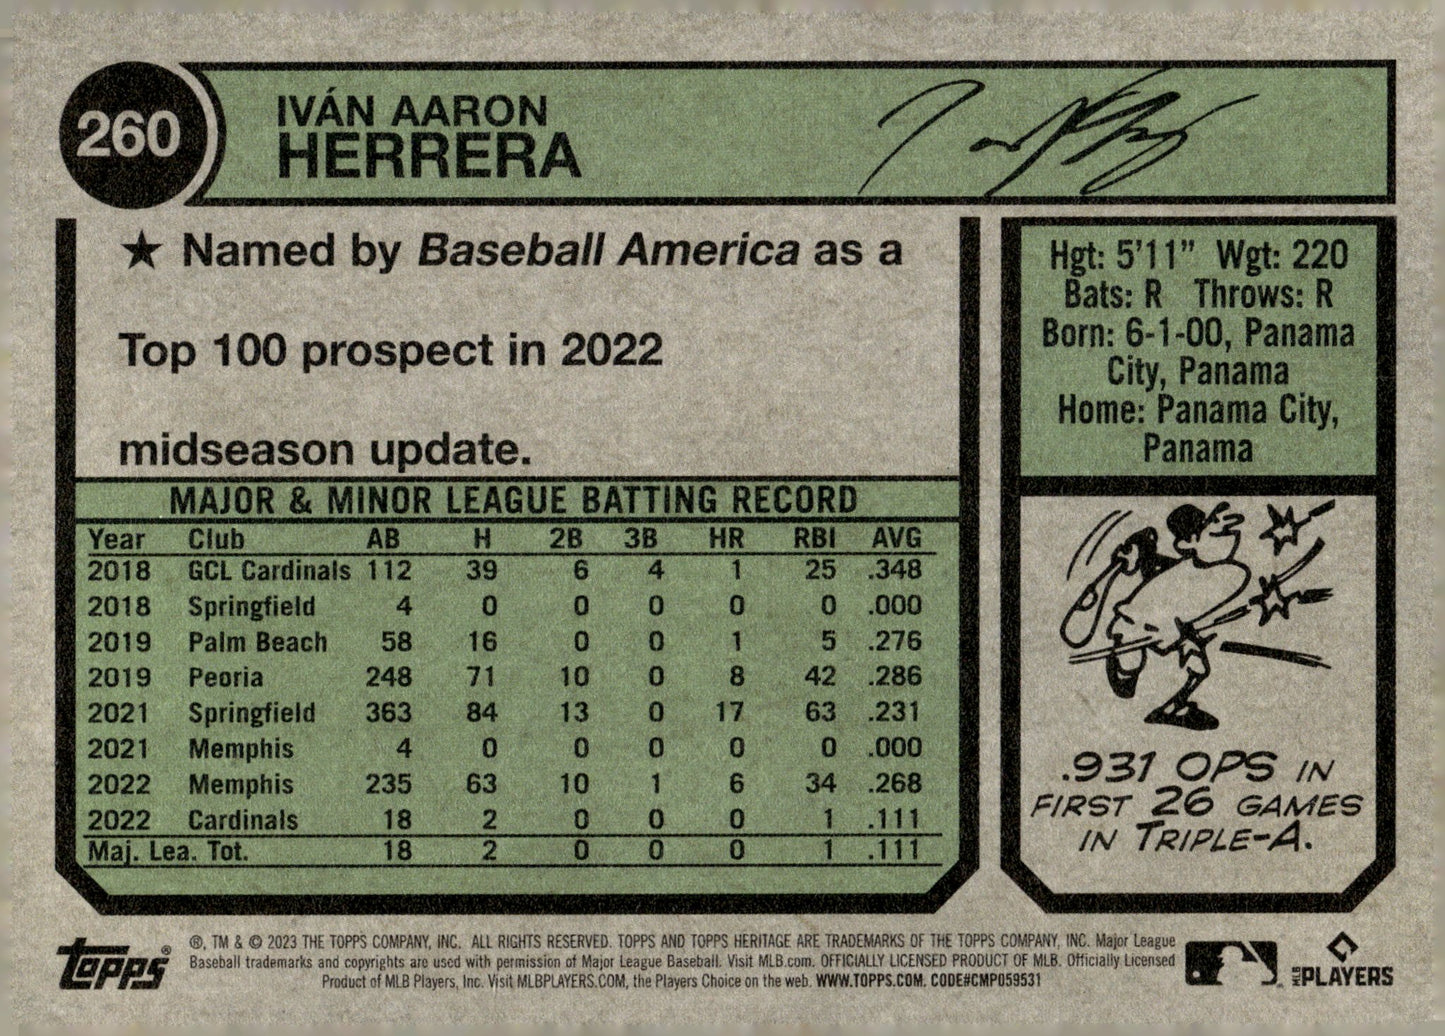 260
IVÁN AARON
HERRERA
★ Named by Baseball America as a
Top 100 prospect in 2022
midseason update.
Hgt: 5'11" Wgt: 220
Bats: R Throws: R
Born: 6-1-00, Panama
City, Panama
Home: Panama City,
Panama
MAJOR & MINOR LEAGUE BATTING RECORD
Year Club AB H 2B 3B HR RBI AVG
2018 GCL Cardinals 112 39 6 4 1 25 .348
2018 Springfield 4 0 0 0 0 0 .000
2019 Palm Beach 58 16 0 0 1 5 .276
2019 Peoria 248 71 10 0 8 42 .286
2021 Springfield 363 84 13 0 17 63 .231
2021 Memphis 4 0 0 0 0 0 .000
2022 Memphis 235 63 10 1 6 34 .268
2022 Cardinals 18 2 0 0 0 1 .111
Maj. Lea. Tot. 18 2 0 0 0 1 .111
.931 OPS IN
FIRST 26 GAMES
IN TRIPLE-A.
topps®
®, TM & © 2023 THE TOPPS COMPANY, INC. ALL RIGHTS RESERVED. TOPPS AND TOPPS HERITAGE ARE TRADEMARKS OF THE TOPPS COMPANY, INC. Major League
Baseball trademarks and copyrights are used with permission of Major League Baseball. Visit MLB.com. OFFICIALLY LICENSED PRODUCT OF MLB. Officially Licensed
Product of MLB Players, Inc. Visit MLBPLAYERS.COM, the Players Choice on the web. WWW.TOPPS.COM. CODE#CMP059531
MLB PLAYERS